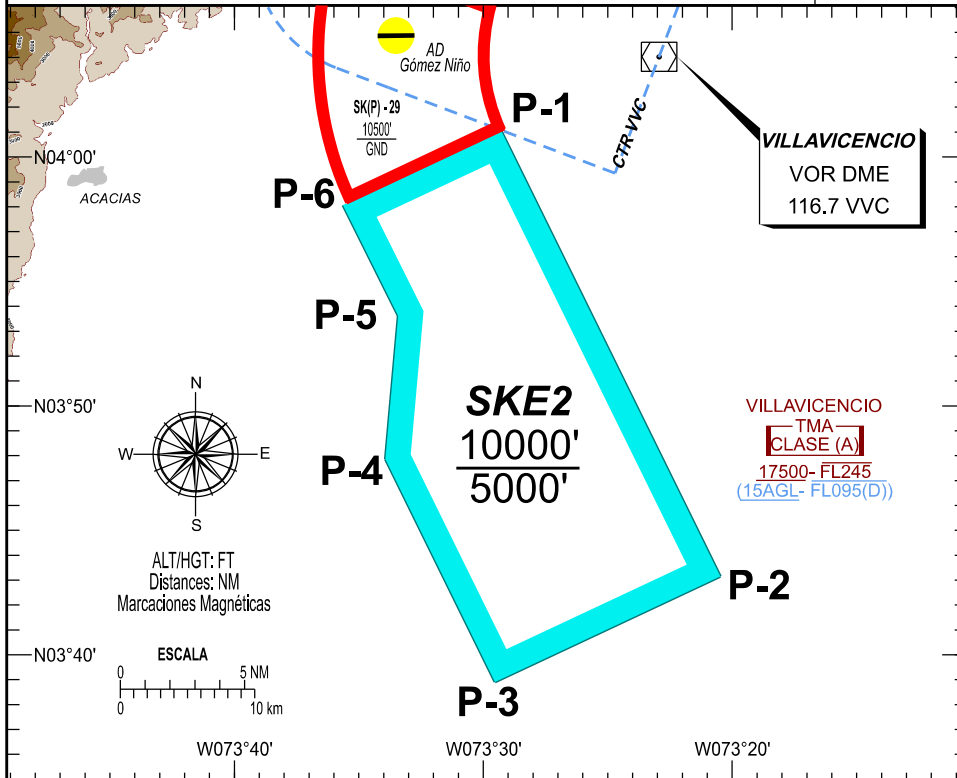 AD
Gómez Niño
SK(P) - 29
10500'
GND
P-1
CTR-VVC
VILLAVICENCIO
VOR DME
116.7 VVC
N04°00'
ACACIAS
P-6
P-5
SKE2
10000'
5000'
N03°50'
VILLAVICENCIO
TMA
CLASE (A)
17500- FL245
(15AGL- FL095(D))
N
W
E
S
P-4
ALT/HGT: FT
Distances: NM
Marcaciones Magnéticas
P-2
N03°40'
ESCALA
0 5 NM
0 10 km
P-3
W073°40'
W073°30'
W073°20'